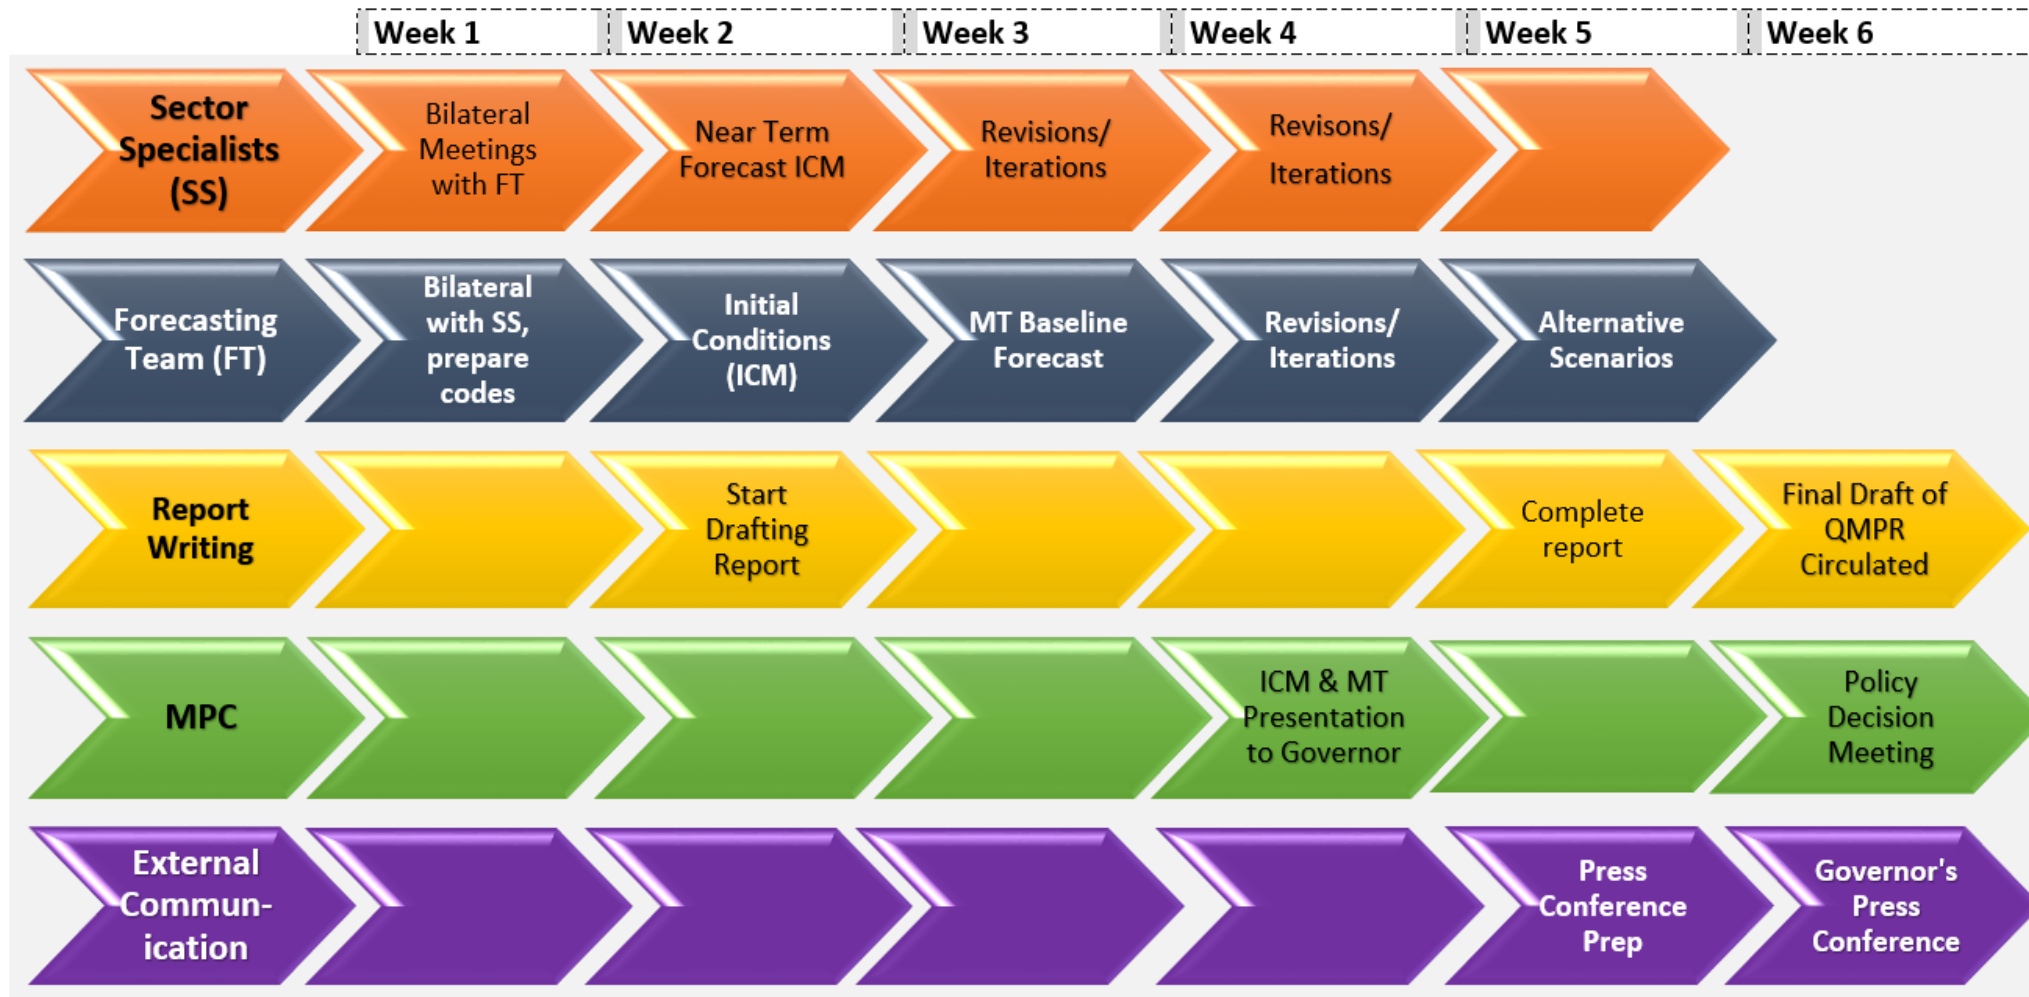 Week 1
Week 2
Week 3
Week 4
Week 5
Week 6
Sector
Specialists
(SS)
Bilateral
Meetings
with FT
Near Term
Forecast ICM
Revisions/
Iterations
Revisons/
Iterations
Forecasting
Team (FT)
Bilateral
with SS,
prepare
codes
Initial
Conditions
(ICM)
MT Baseline
Forecast
Revisions/
Iterations
Alternative
Scenarios
Report
Writing
Start
Drafting
Report
Complete
report
Final Draft of
QMPR
Circulated
MPC
ICM & MT
Presentation
to Governor
Policy
Decision
Meeting
External
Commun-
ication
Press
Conference
Prep
Governor's
Press
Conference